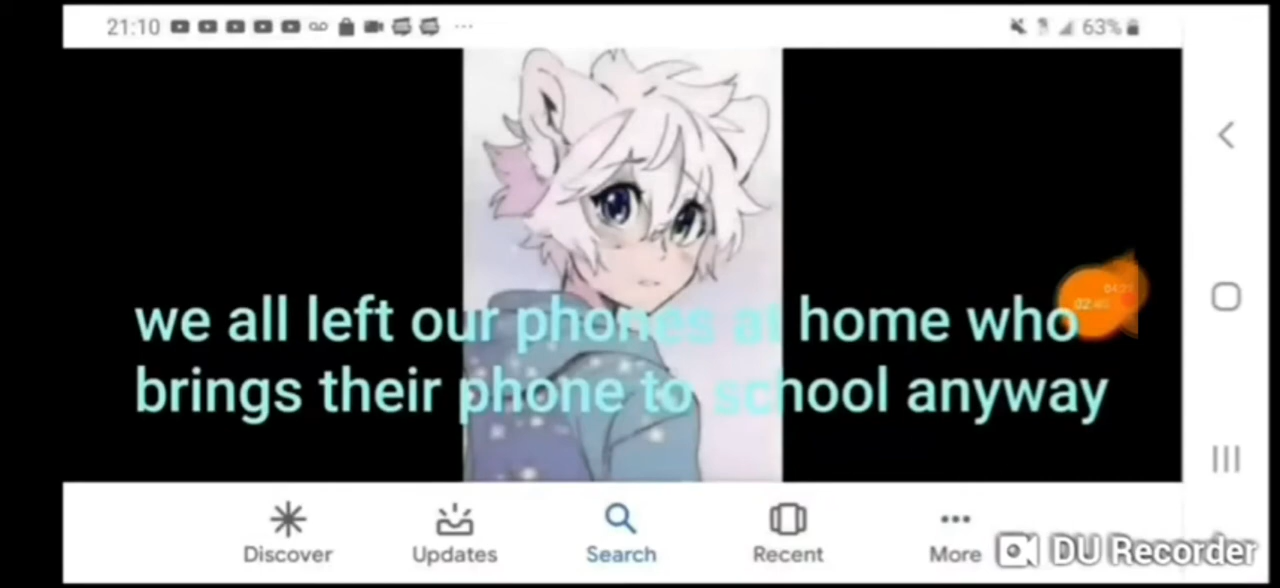 21:10
63%
we all left our phones at home who
brings their phone to school anyway
Discover
Updates
Search
Recent
More
DU Recorder